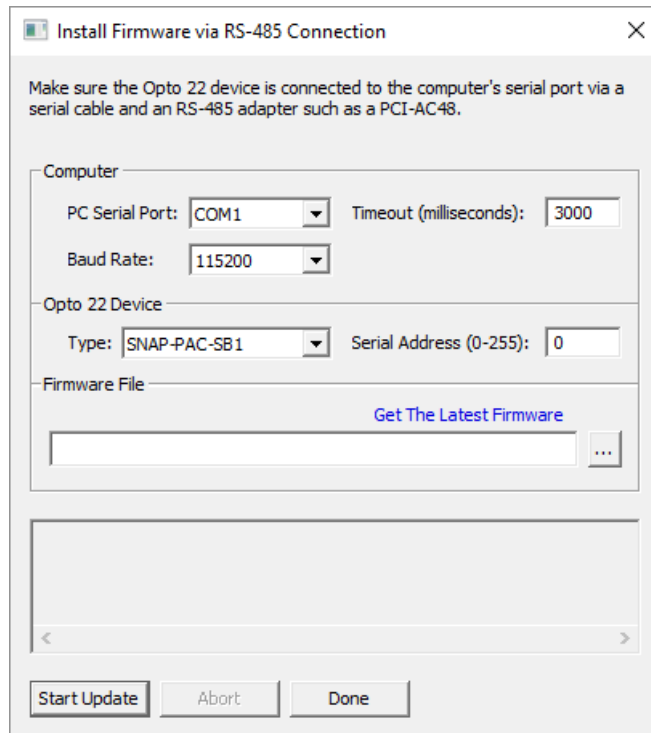 Install Firmware via RS-485 Connection
Make sure the Opto 22 device is connected to the computer's serial port via a
serial cable and an RS-485 adapter such as a PCI-AC48.
Computer
PC Serial Port: COM1 Timeout (milliseconds): 3000
Baud Rate: 115200
Opto 22 Device
Type: SNAP-PAC-SB1 Serial Address (0-255): 0
Firmware File
Get The Latest Firmware
...
Start Update Abort Done